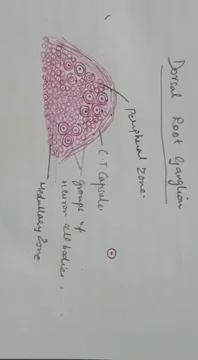 Dorsal Root Ganglion
Peripheral Zone.
C.T Capsule.
groups of
neuron cell bodies.
Medullary Zone